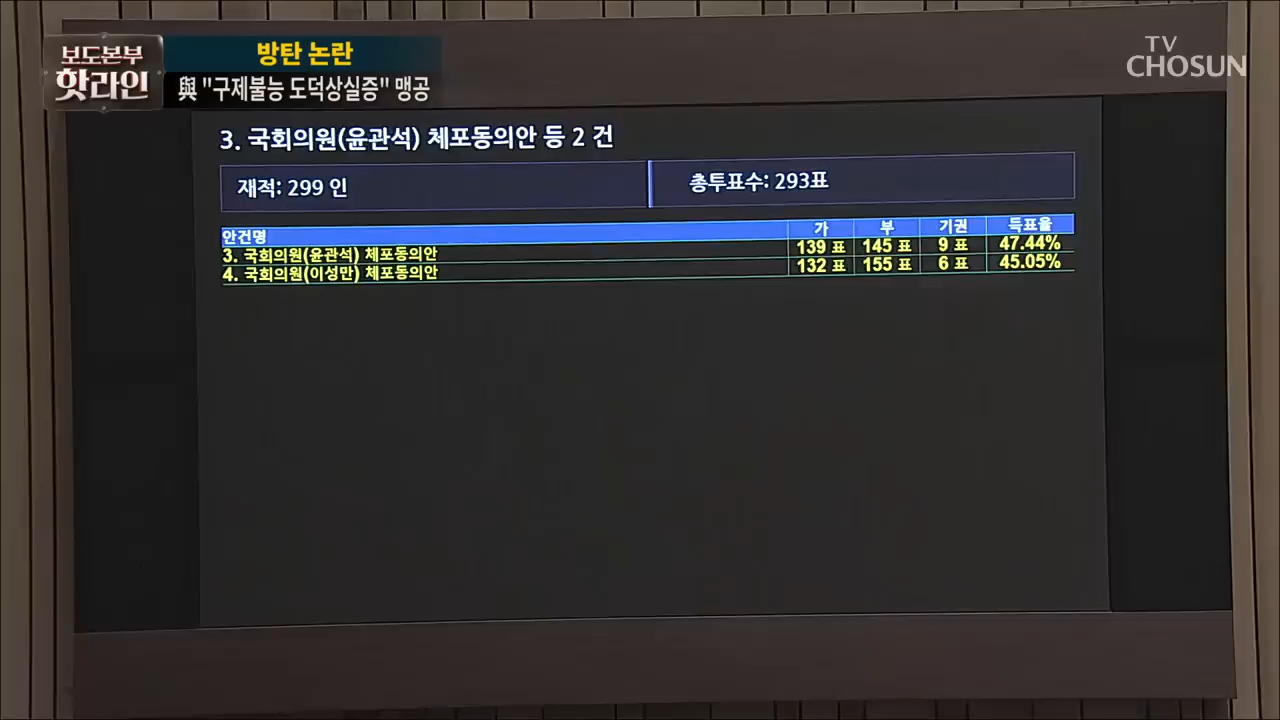 보도본부
핫라인
방탄 논란
與 "구제불능 도덕상실증" 맹공
TV
CHOSUN
3. 국회의원(윤관석) 체포동의안 등 2 건
재적: 299 인
총투표수: 293표
안건명 가 부 기권 득표율
3. 국회의원(윤관석) 체포동의안 139 표 145 표 9 표 47.44%
4. 국회의원(이성만) 체포동의안 132 표 155 표 6 표 45.05%